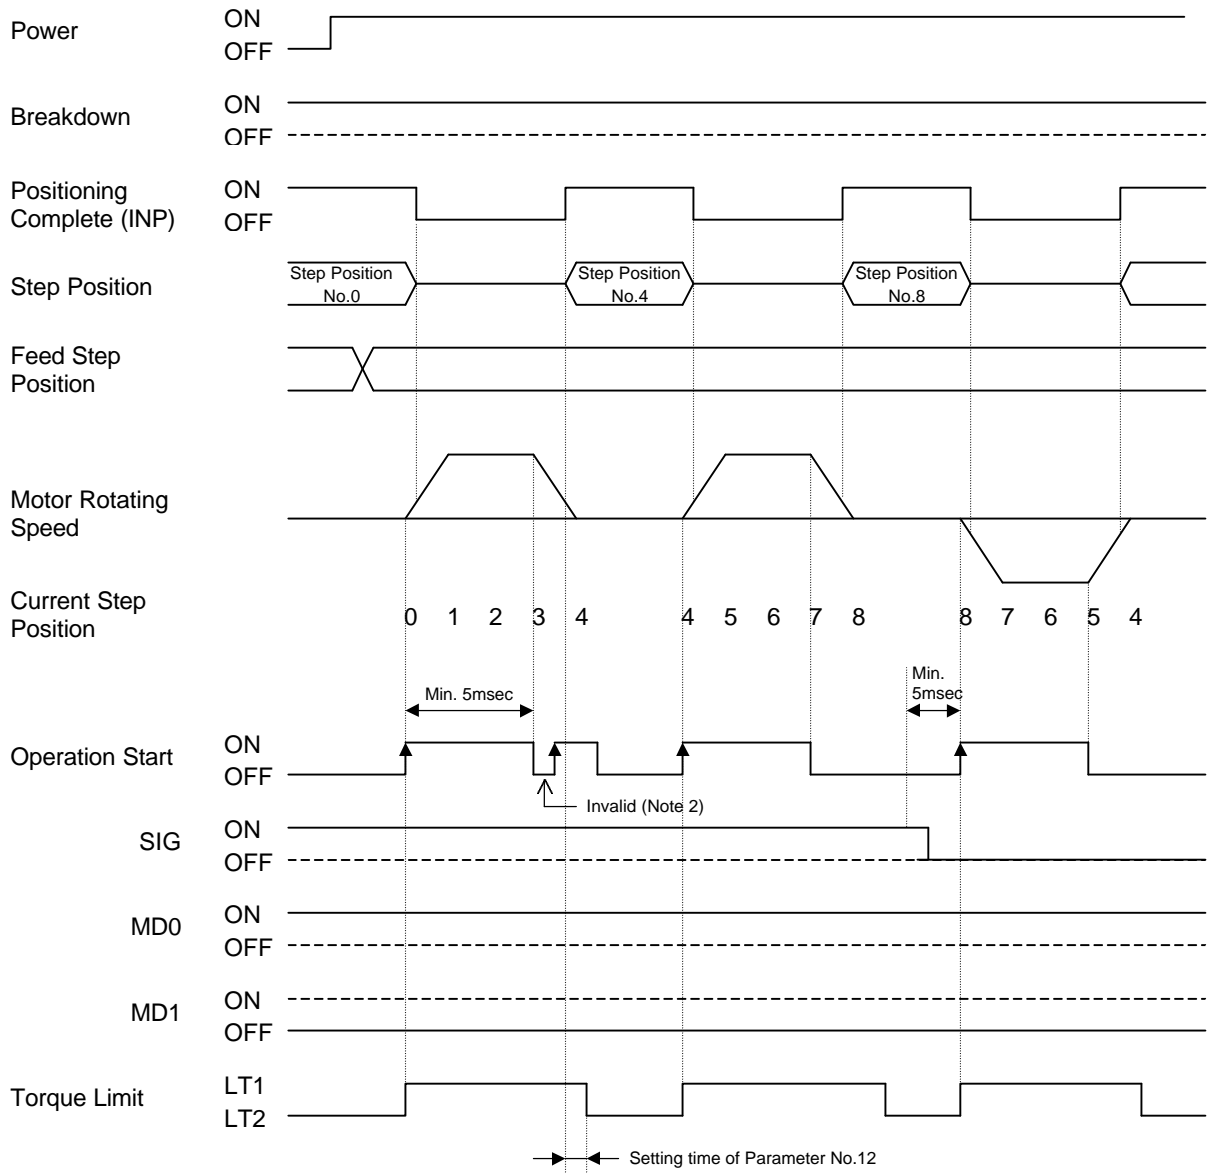 Power
ON
OFF
Breakdown
ON
OFF
Positioning
Complete (INP)
ON
OFF
Step Position
Step Position
No.0
Step Position
No.4
Step Position
No.8
Feed Step
Position
Motor Rotating
Speed
Current Step
Position
0 1 2 3 4 4 5 6 7 8 8 7 6 5 4
Min. 5msec
Min.
5msec
Operation Start
ON
OFF
Invalid (Note 2)
SIG
ON
OFF
MD0
ON
OFF
MD1
ON
OFF
Torque Limit
LT1
LT2
Setting time of Parameter No.12